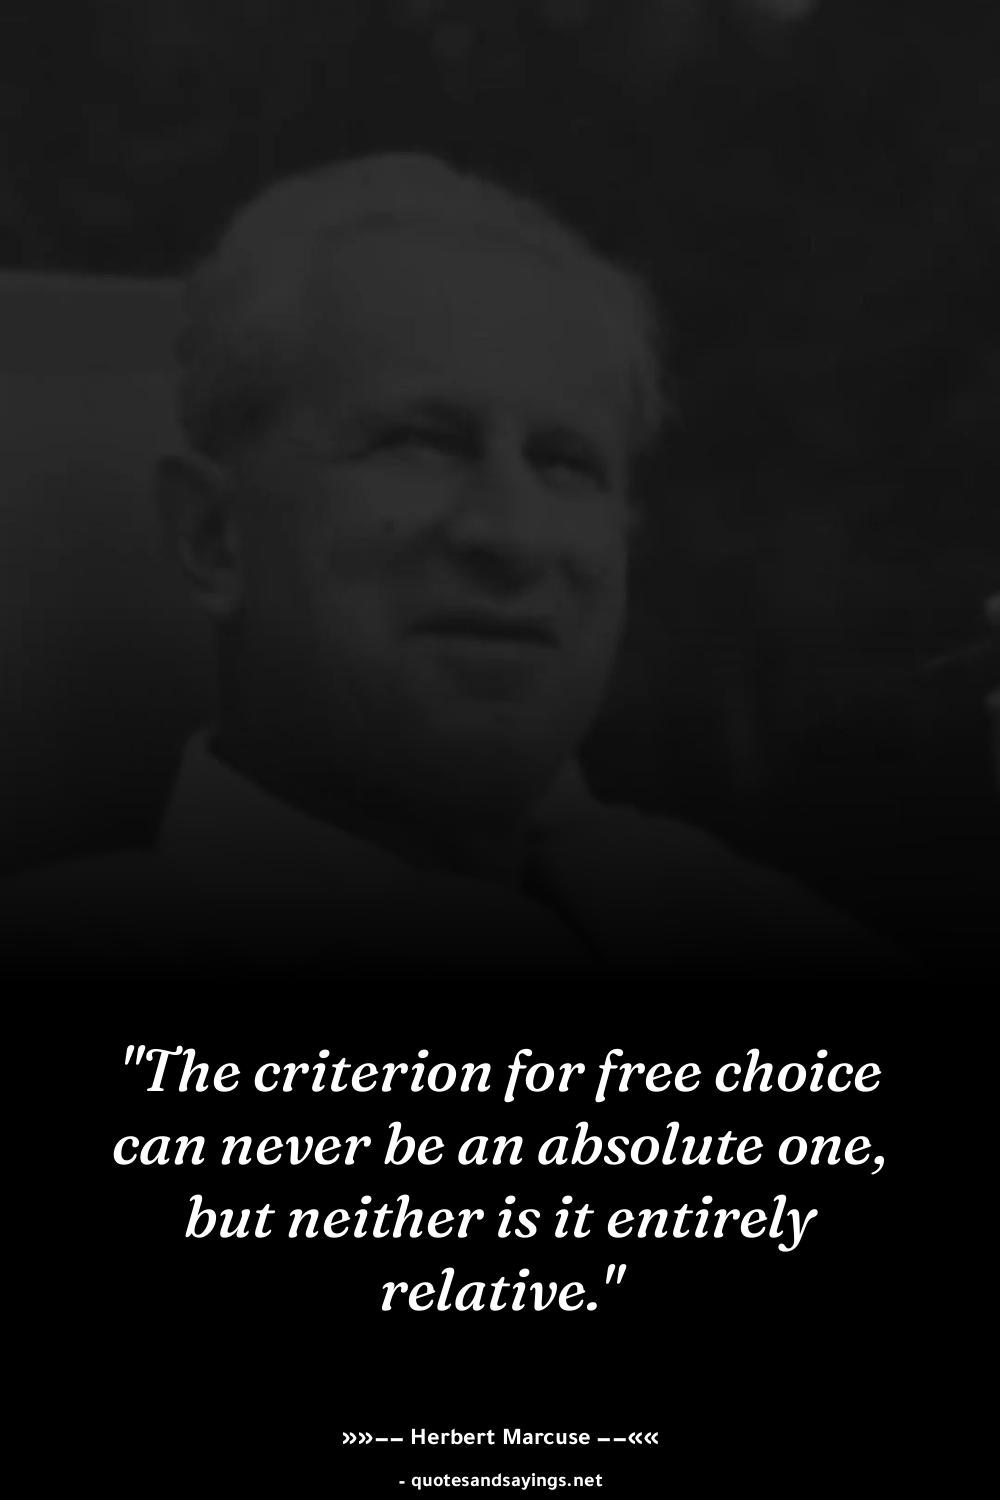 "The criterion for free choice
can never be an absolute one,
but neither is it entirely
relative."
»»–– Herbert Marcuse ––««
- quotesandsayings.net